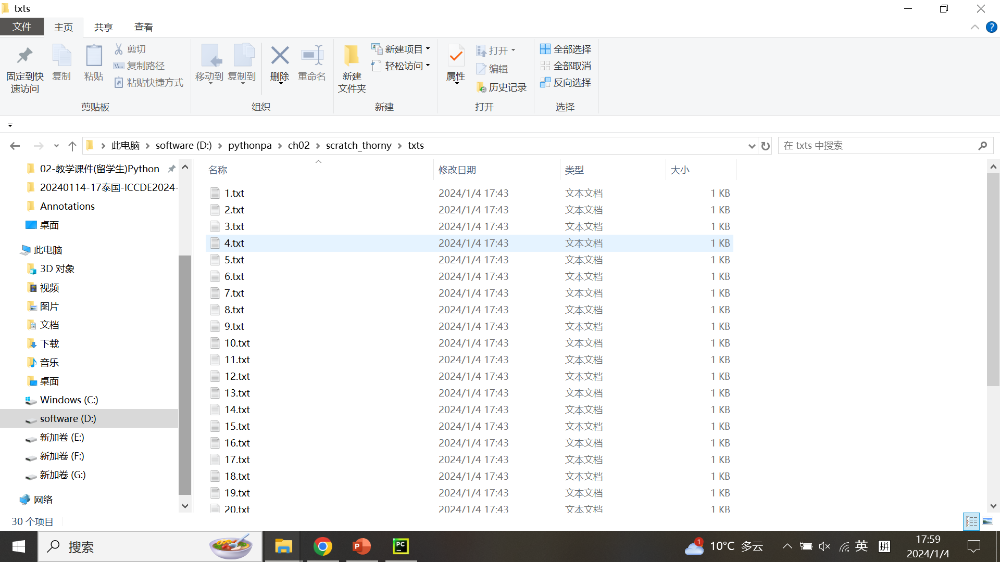 txts
文件 主页 共享 查看
固定到快速访问
复制
粘贴
剪切
复制路径
粘贴快捷方式
剪贴板
移动到
复制到
删除
重命名
组织
新建文件夹
新建项目
轻松访问
新建
属性
打开
编辑
历史记录
打开
全部选择
全部取消
反向选择
选择
此电脑 software (D:) pythonpa ch02 scratch_thorny txts
在 txts 中搜索
02-教学课件(留学生)Python
20240114-17泰国-ICCDE2024-
Annotations
桌面
此电脑
3D 对象
视频
图片
文档
下载
音乐
桌面
Windows (C:)
software (D:)
新加卷 (E:)
新加卷 (F:)
新加卷 (G:)
网络
名称 修改日期 类型 大小
1.txt 2024/1/4 17:43 文本文档 1 KB
2.txt 2024/1/4 17:43 文本文档 1 KB
3.txt 2024/1/4 17:43 文本文档 1 KB
4.txt 2024/1/4 17:43 文本文档 1 KB
5.txt 2024/1/4 17:43 文本文档 1 KB
6.txt 2024/1/4 17:43 文本文档 1 KB
7.txt 2024/1/4 17:43 文本文档 1 KB
8.txt 2024/1/4 17:43 文本文档 1 KB
9.txt 2024/1/4 17:43 文本文档 1 KB
10.txt 2024/1/4 17:43 文本文档 1 KB
11.txt 2024/1/4 17:43 文本文档 1 KB
12.txt 2024/1/4 17:43 文本文档 1 KB
13.txt 2024/1/4 17:43 文本文档 1 KB
14.txt 2024/1/4 17:43 文本文档 1 KB
15.txt 2024/1/4 17:43 文本文档 1 KB
16.txt 2024/1/4 17:43 文本文档 1 KB
17.txt 2024/1/4 17:43 文本文档 1 KB
18.txt 2024/1/4 17:43 文本文档 1 KB
19.txt 2024/1/4 17:43 文本文档 1 KB
20.txt 2024/1/4 17:43 文本文档 1 KB
30 个项目
搜索
P
PC
1
10°C 多云
英
拼
17:59
2024/1/4